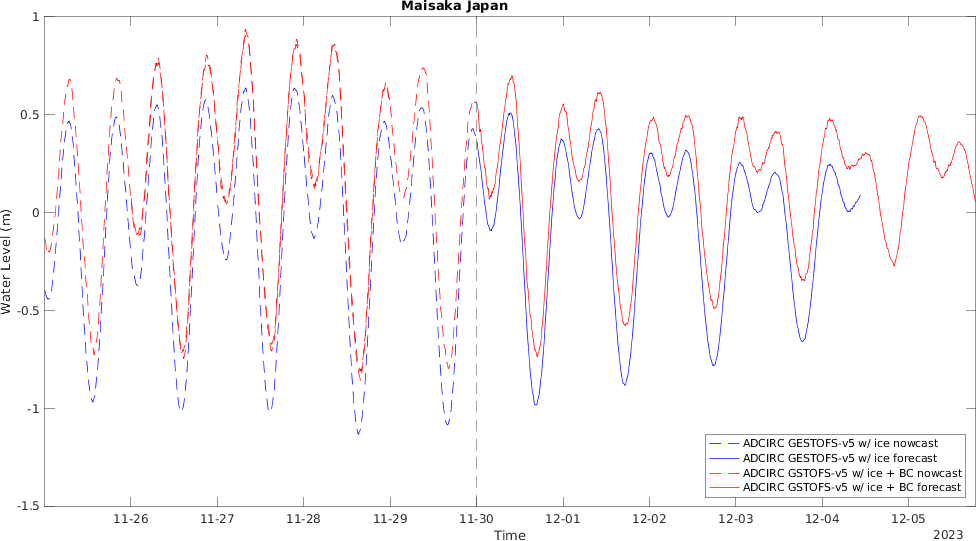 Maisaka Japan
1
0.5
0
-0.5
-1
-1.5
Water Level (m)
11-26 11-27 11-28 11-29 11-30 12-01 12-02 12-03 12-04 12-05
Time
2023
ADCIRC GESTOFS-v5 w/ ice nowcast
ADCIRC GESTOFS-v5 w/ ice forecast
ADCIRC GSTOFS-v5 w/ ice + BC nowcast
ADCIRC GSTOFS-v5 w/ ice + BC forecast